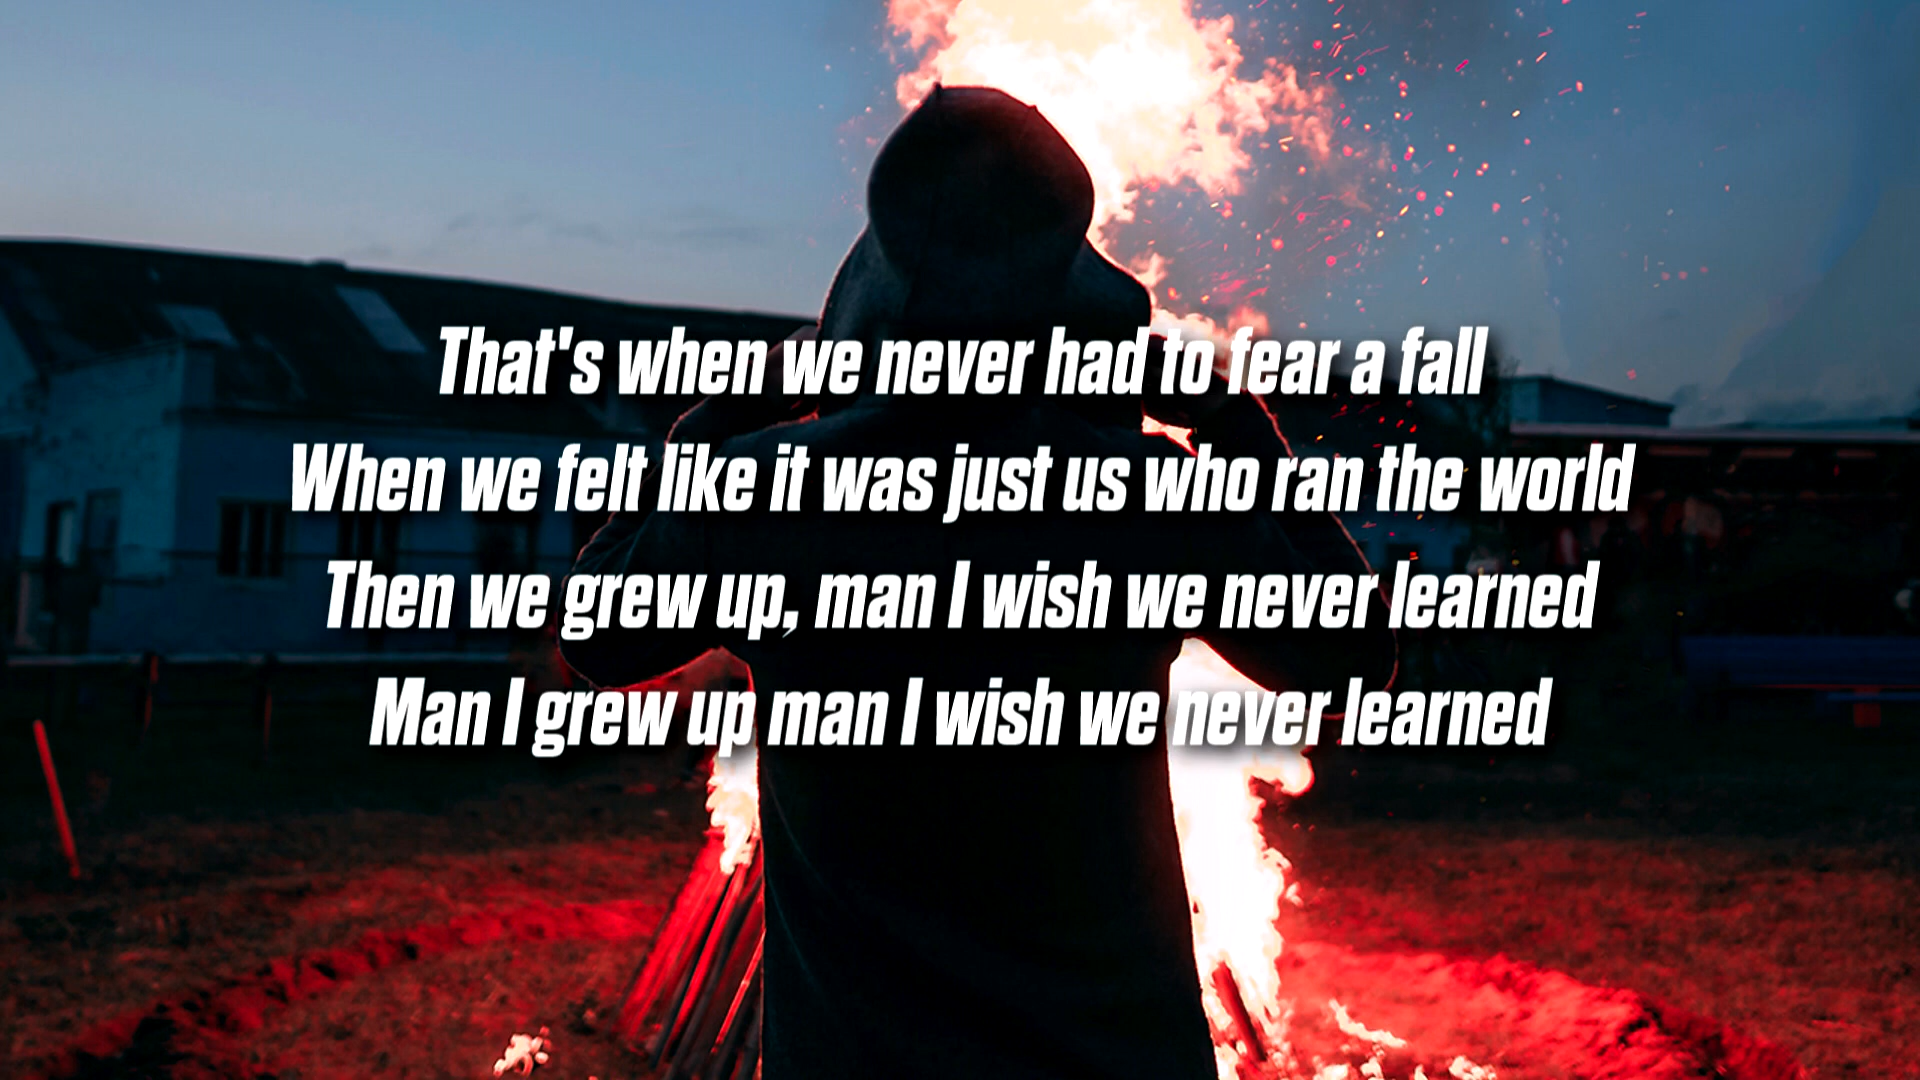 That's when we never had to fear a fall
When we felt like it was just us who ran the world
Then we grew up, man I wish we never learned
Man I grew up man I wish we never learned